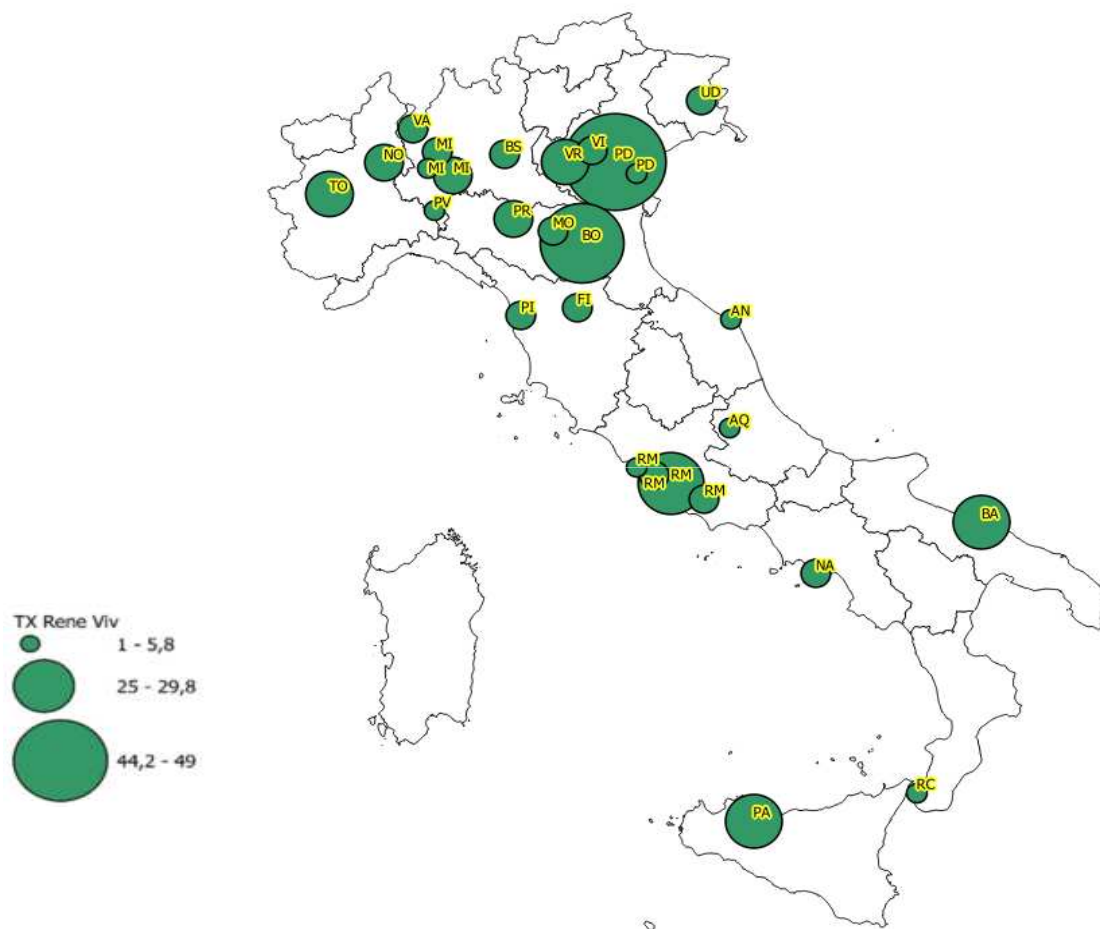 UD
VA
MI
VI
BS
VR
PD
NO
MI
MI
PD
TO
PV
PR
MO
BO
FI
PI
AN
AQ
RM
RM
RM
RM
BA
NA
TX Rene Viv
1 - 5,8
25 - 29,8
44,2 - 49
RC
PA